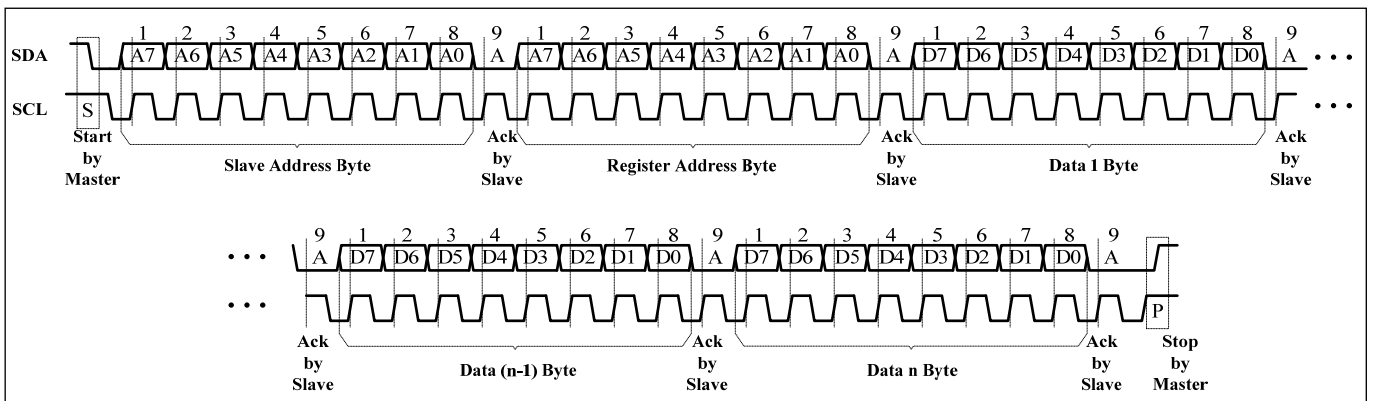 1 2 3 4 5 6 7 8 9 1 2 3 4 5 6 7 8 9 1 2 3 4 5 6 7 8 9
SDA A7 A6 A5 A4 A3 A2 A1 A0 A A7 A6 A5 A4 A3 A2 A1 A0 A D7 D6 D5 D4 D3 D2 D1 D0 A • • •
SCL S • • •
Start by Master
Slave Address Byte
Ack by Slave
Register Address Byte
Ack by Slave
Data 1 Byte
Ack by Slave
9 1 2 3 4 5 6 7 8 9 1 2 3 4 5 6 7 8 9
• • • A D7 D6 D5 D4 D3 D2 D1 D0 A D7 D6 D5 D4 D3 D2 D1 D0 A
• • • P
Ack by Slave
Data (n-1) Byte
Ack by Slave
Data n Byte
Ack by Slave
Stop by Master